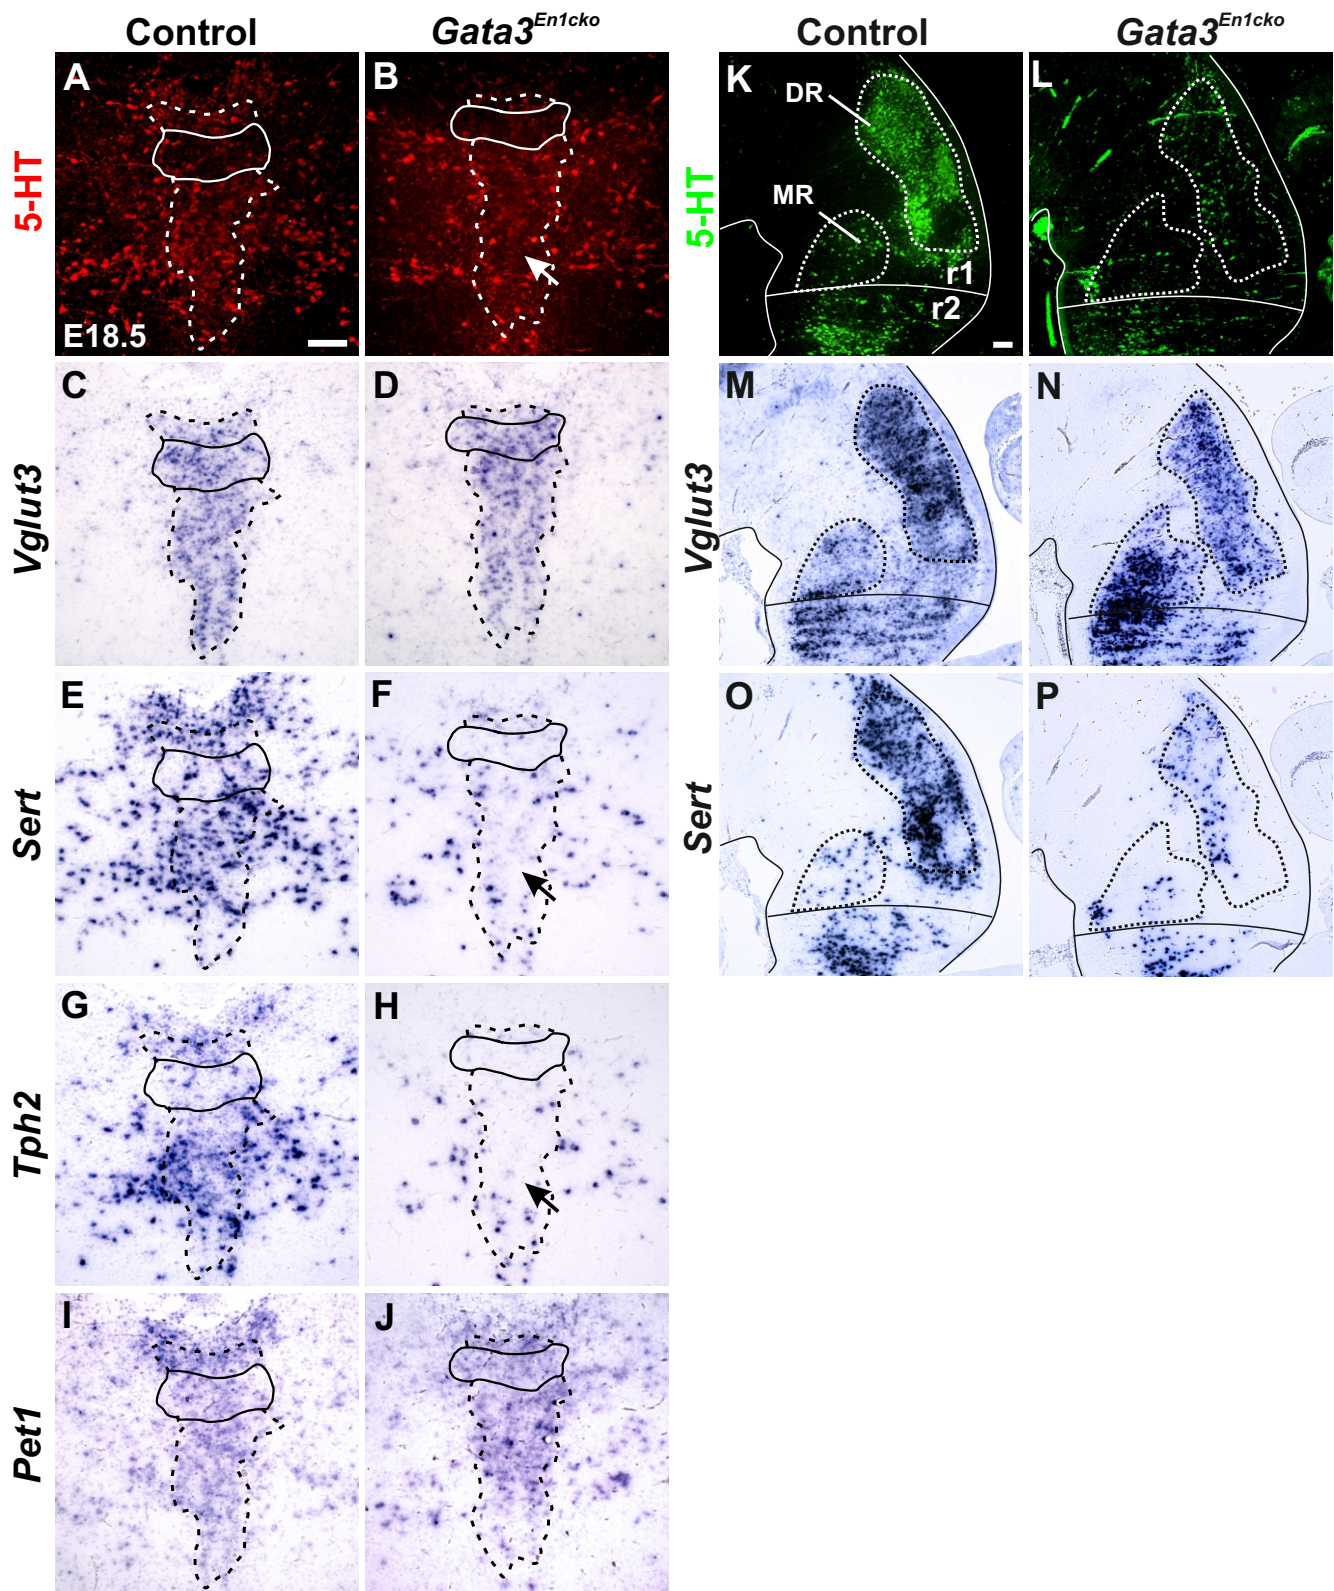 Control Gata3En1cko Control Gata3En1cko
A B K L
5-HT 5-HT
DR
MR
r1
r2
E18.5
C D M N
Vglut3 Vglut3
E F O P
Sert Sert
G H
Tph2
I J
Pet1